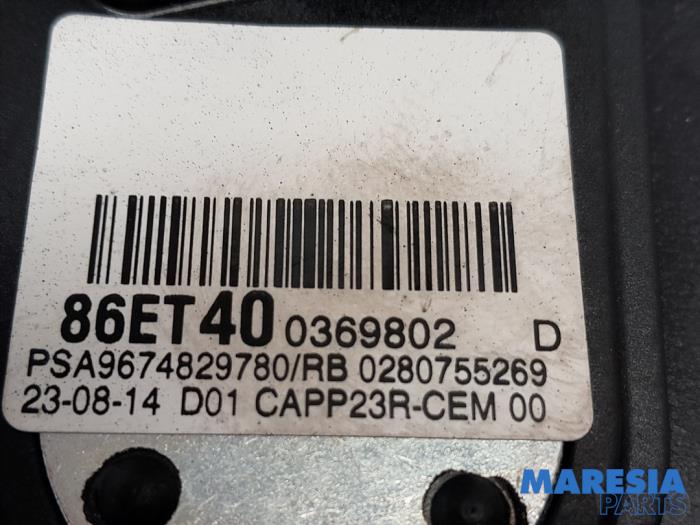 86ET40 0369802 D
PSA9674829780/RB 0280755269
23-08-14 D01 CAPP23R-CEM 00
MARESIA
PARTS